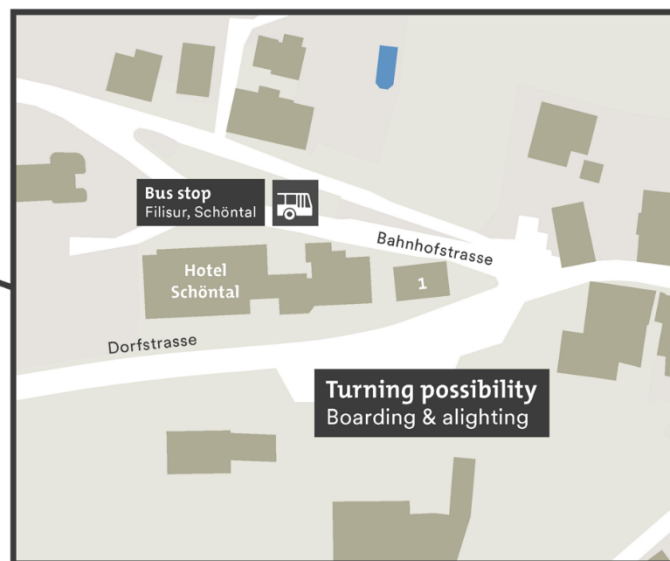 Bus stop
Filisur, Schöntal
Bahnhofstrasse
Hotel
Schöntal
1
Dorfstrasse
Turning possibility
Boarding & alighting